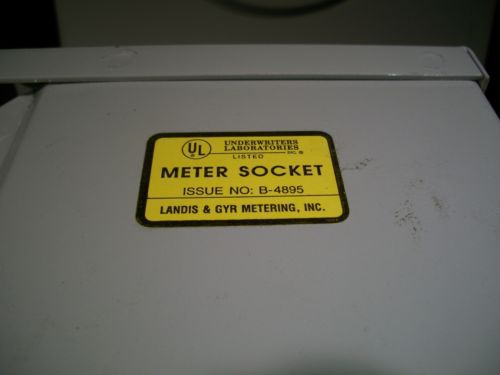 UL
UNDERWRITERS
LABORATORIES
INC. ®
LISTED
METER SOCKET
ISSUE NO: B-4895
LANDIS & GYR METERING, INC.